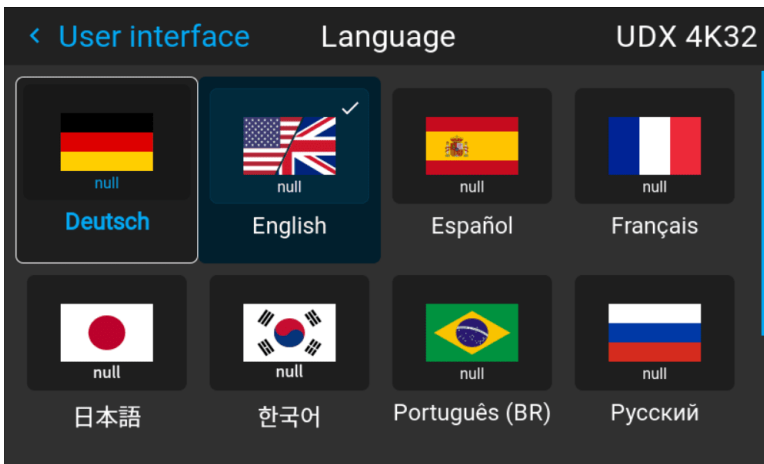 ‹ User interface Language UDX 4K32
null null null null
Deutsch English Español Français
null null null null
日本語 한국어 Português (BR) Русский